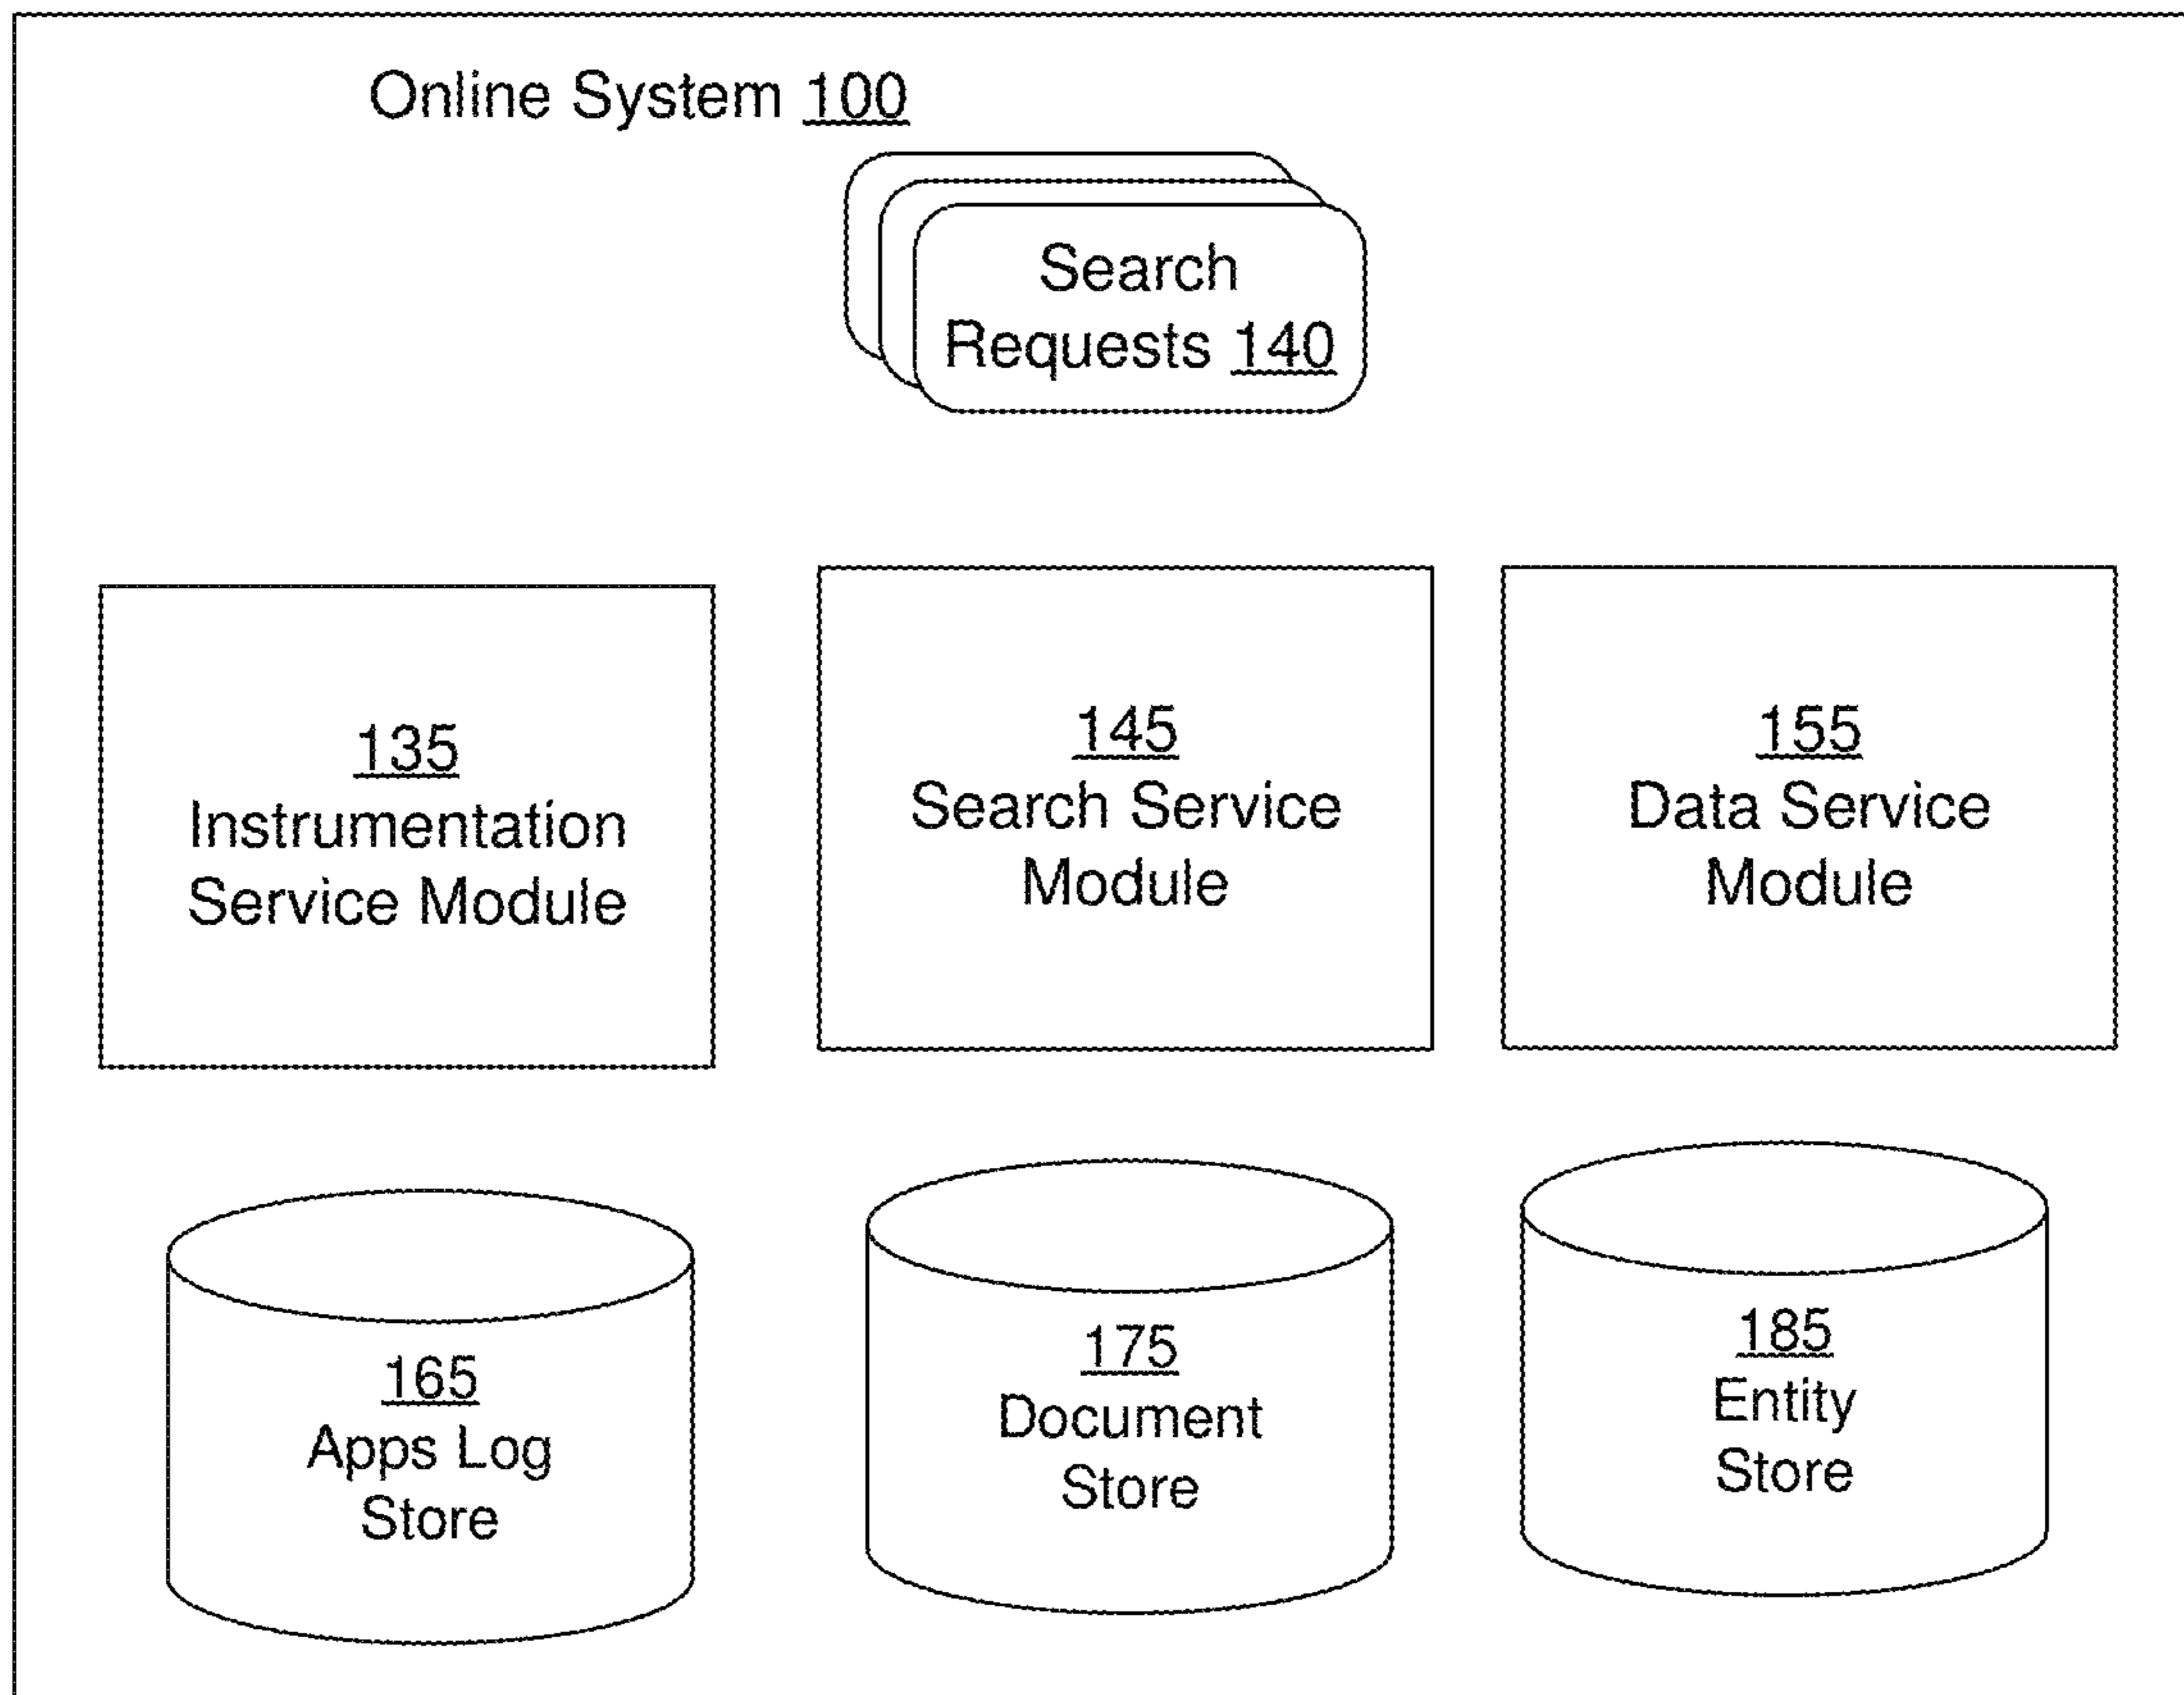 Online System 100
Search
Requests 140
135
Instrumentation
Service Module
145
Search Service
Module
155
Data Service
Module
165
Apps Log
Store
175
Document
Store
185
Entity
Store